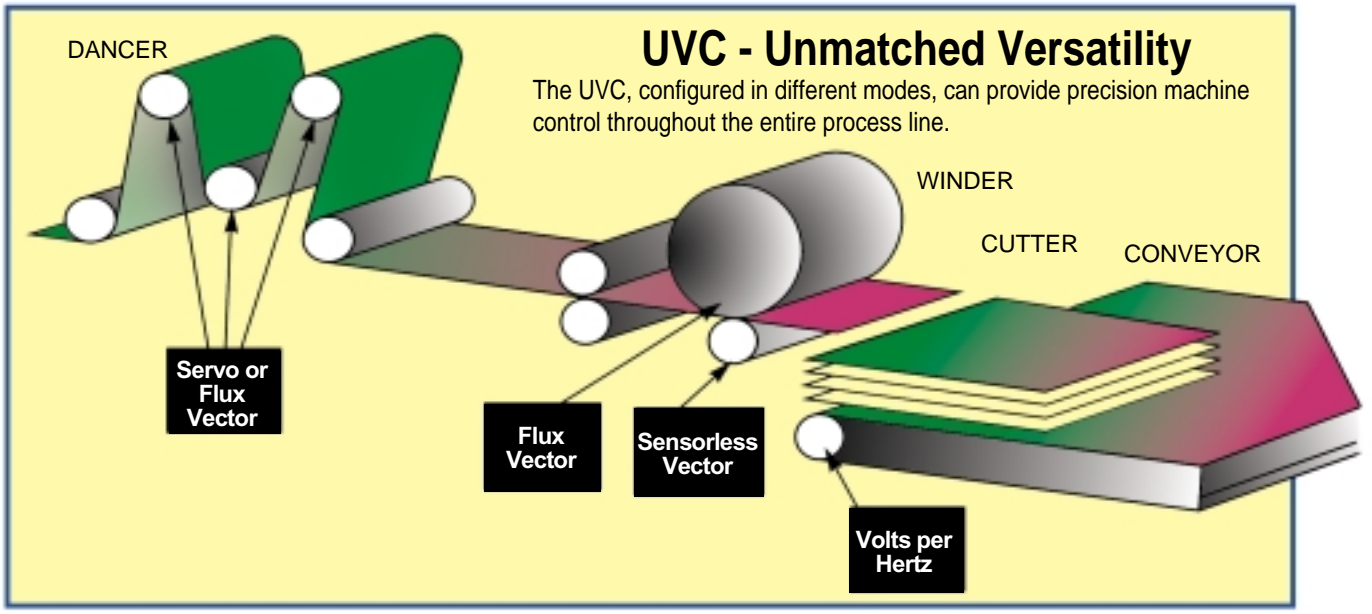 UVC - Unmatched Versatility
The UVC, configured in different modes, can provide precision machine
control throughout the entire process line.
DANCER
WINDER
CUTTER
CONVEYOR
Servo or
Flux
Vector
Flux
Vector
Sensorless
Vector
Volts per
Hertz